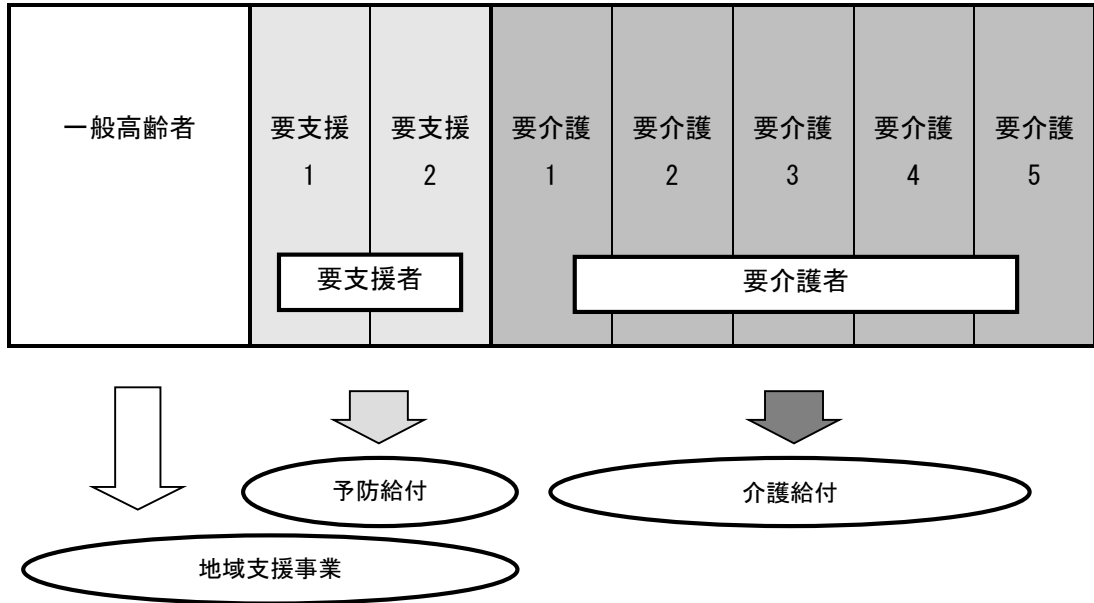 一般高齢者
要支援
1
要支援
2
要介護
1
要介護
2
要介護
3
要介護
4
要介護
5
要支援者
要介護者
予防給付
介護給付
地域支援事業